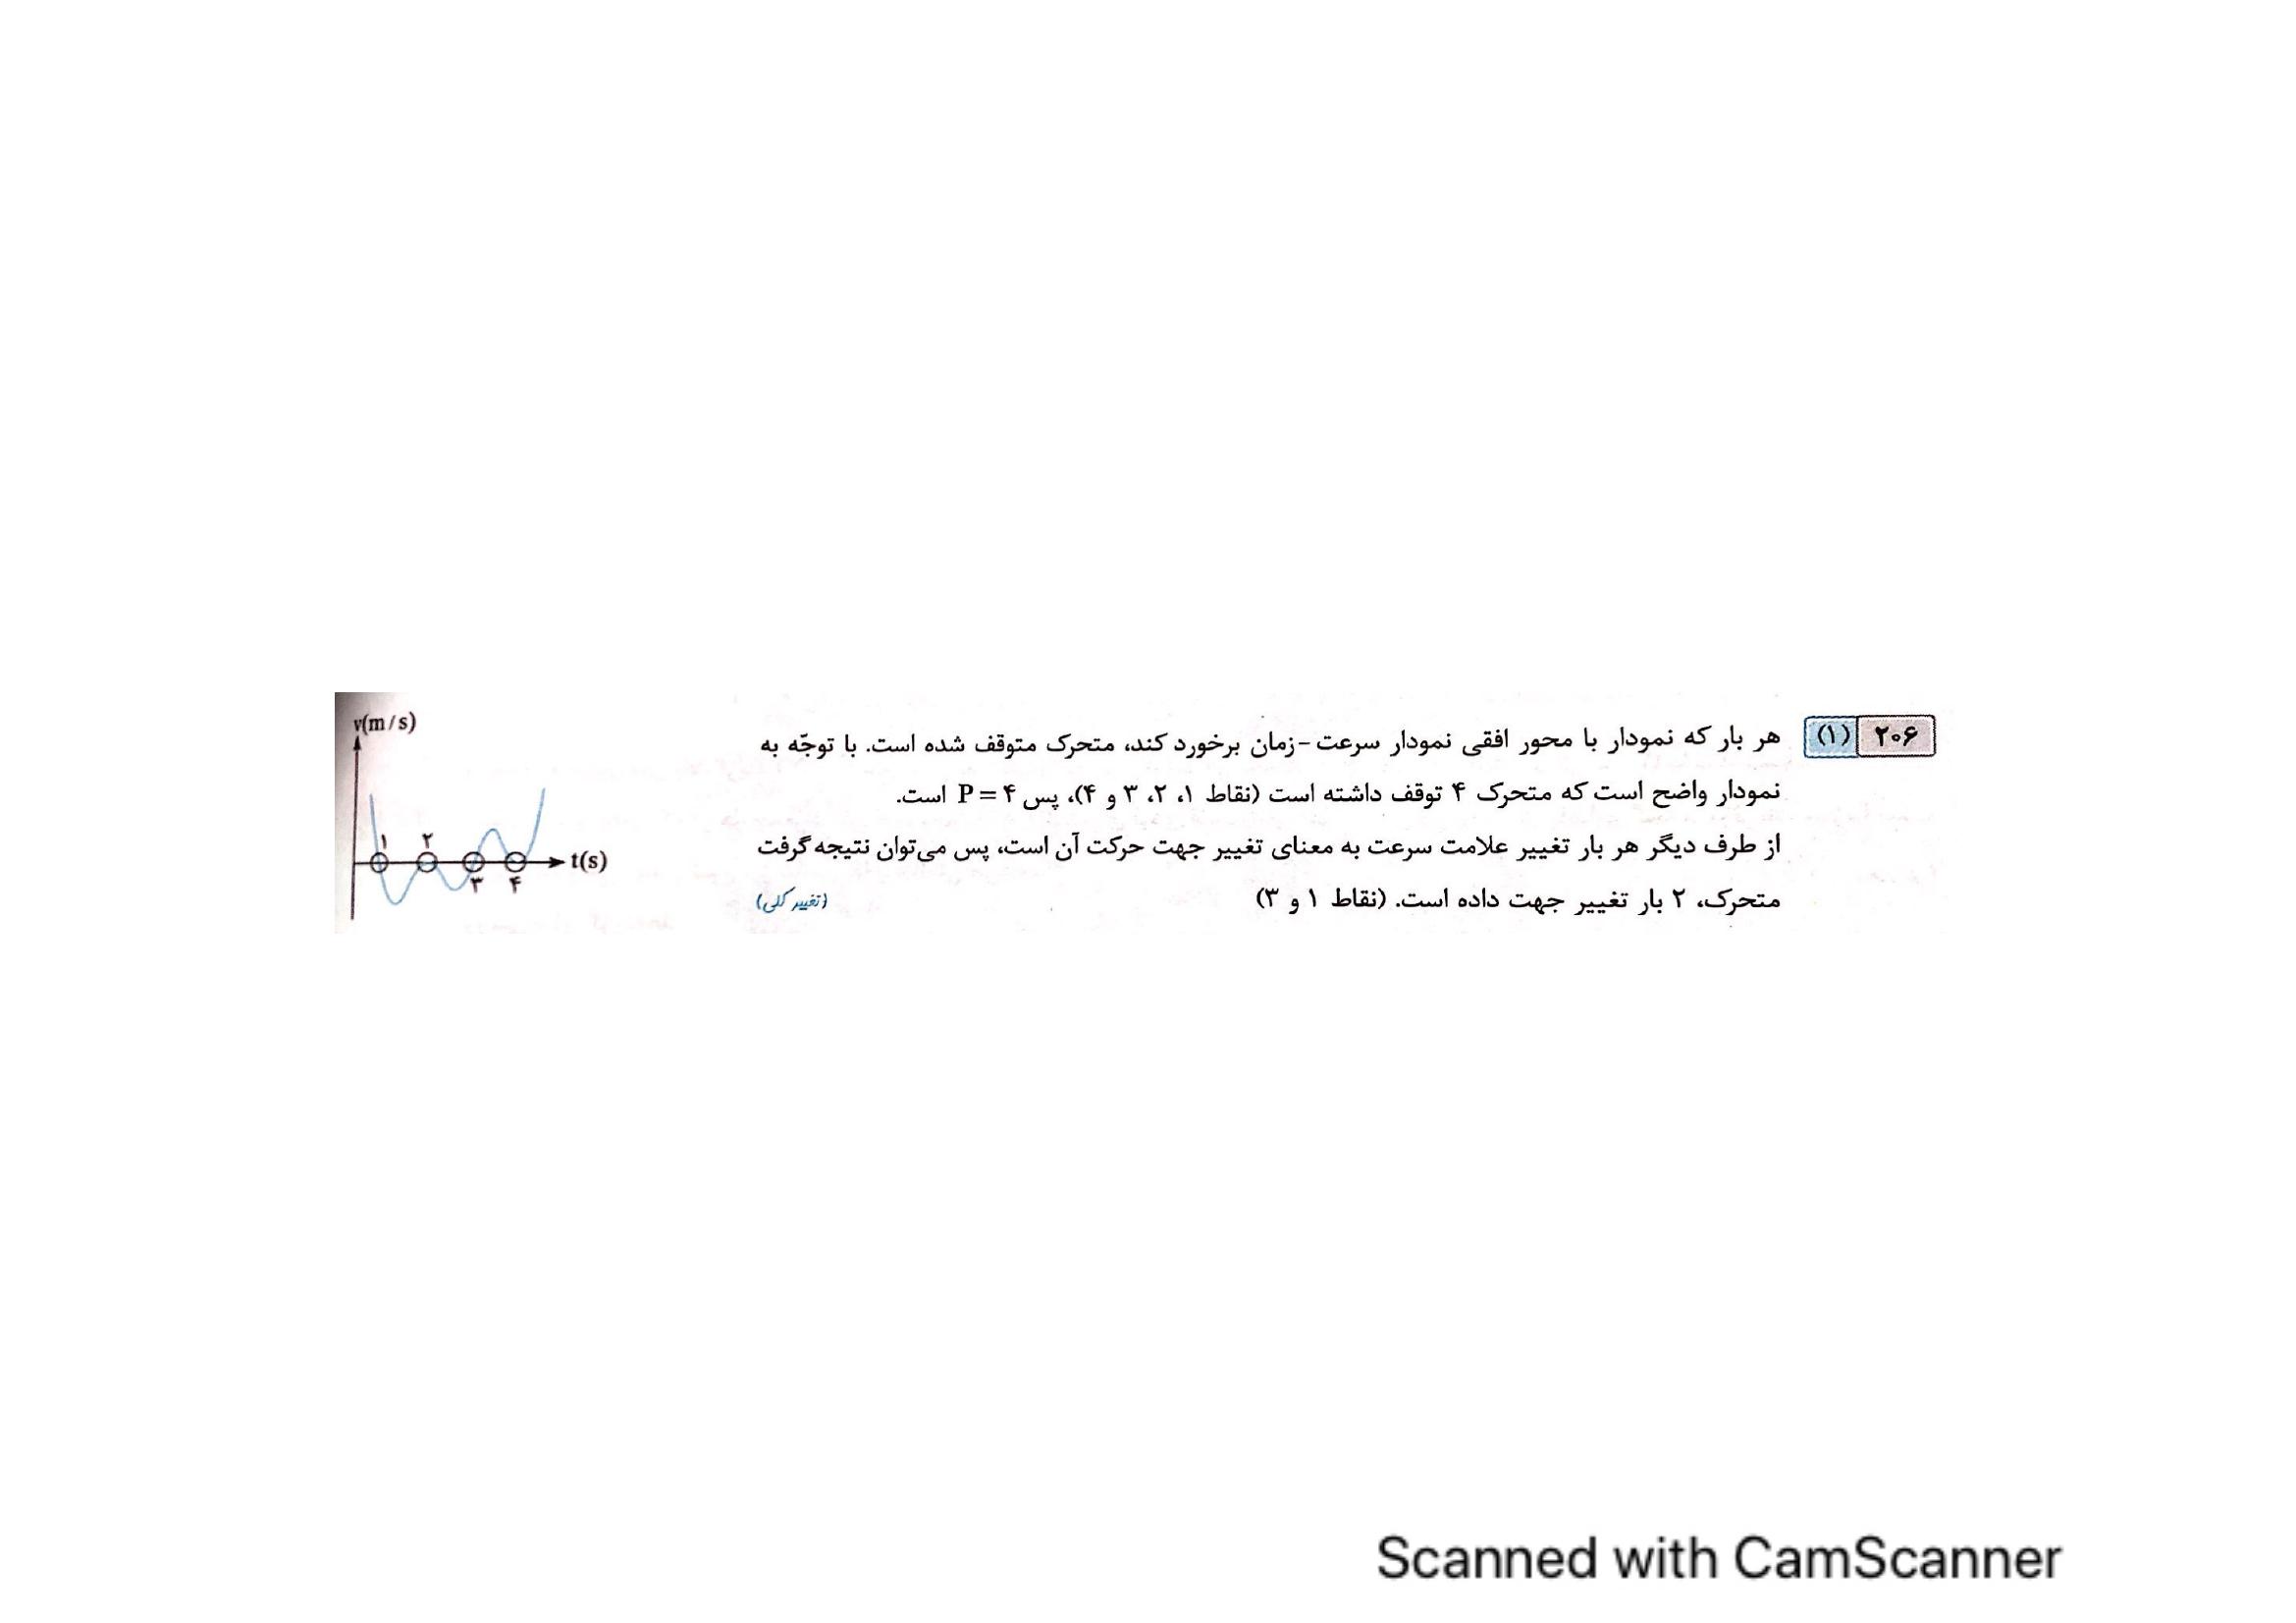 ۲۰۶ (۱) هر بار که نمودار با محور افقی نمودار سرعت-زمان برخورد کند، متحرک متوقف شده است. با توجّه به
نمودار واضح است که متحرک ۴ توقف داشته است (نقاط ۱، ۲، ۳ و ۴)، پس P = ۴ است.
از طرف دیگر هر بار تغییر علامت سرعت به معنای تغییر جهت حرکت آن است، پس می‌توان نتیجه گرفت
متحرک، ۲ بار تغییر جهت داده است. (نقاط ۱ و ۳)
(تغییر کلی)
v(m/s)
۱ ۲
t(s)
۳ ۴
Scanned with CamScanner